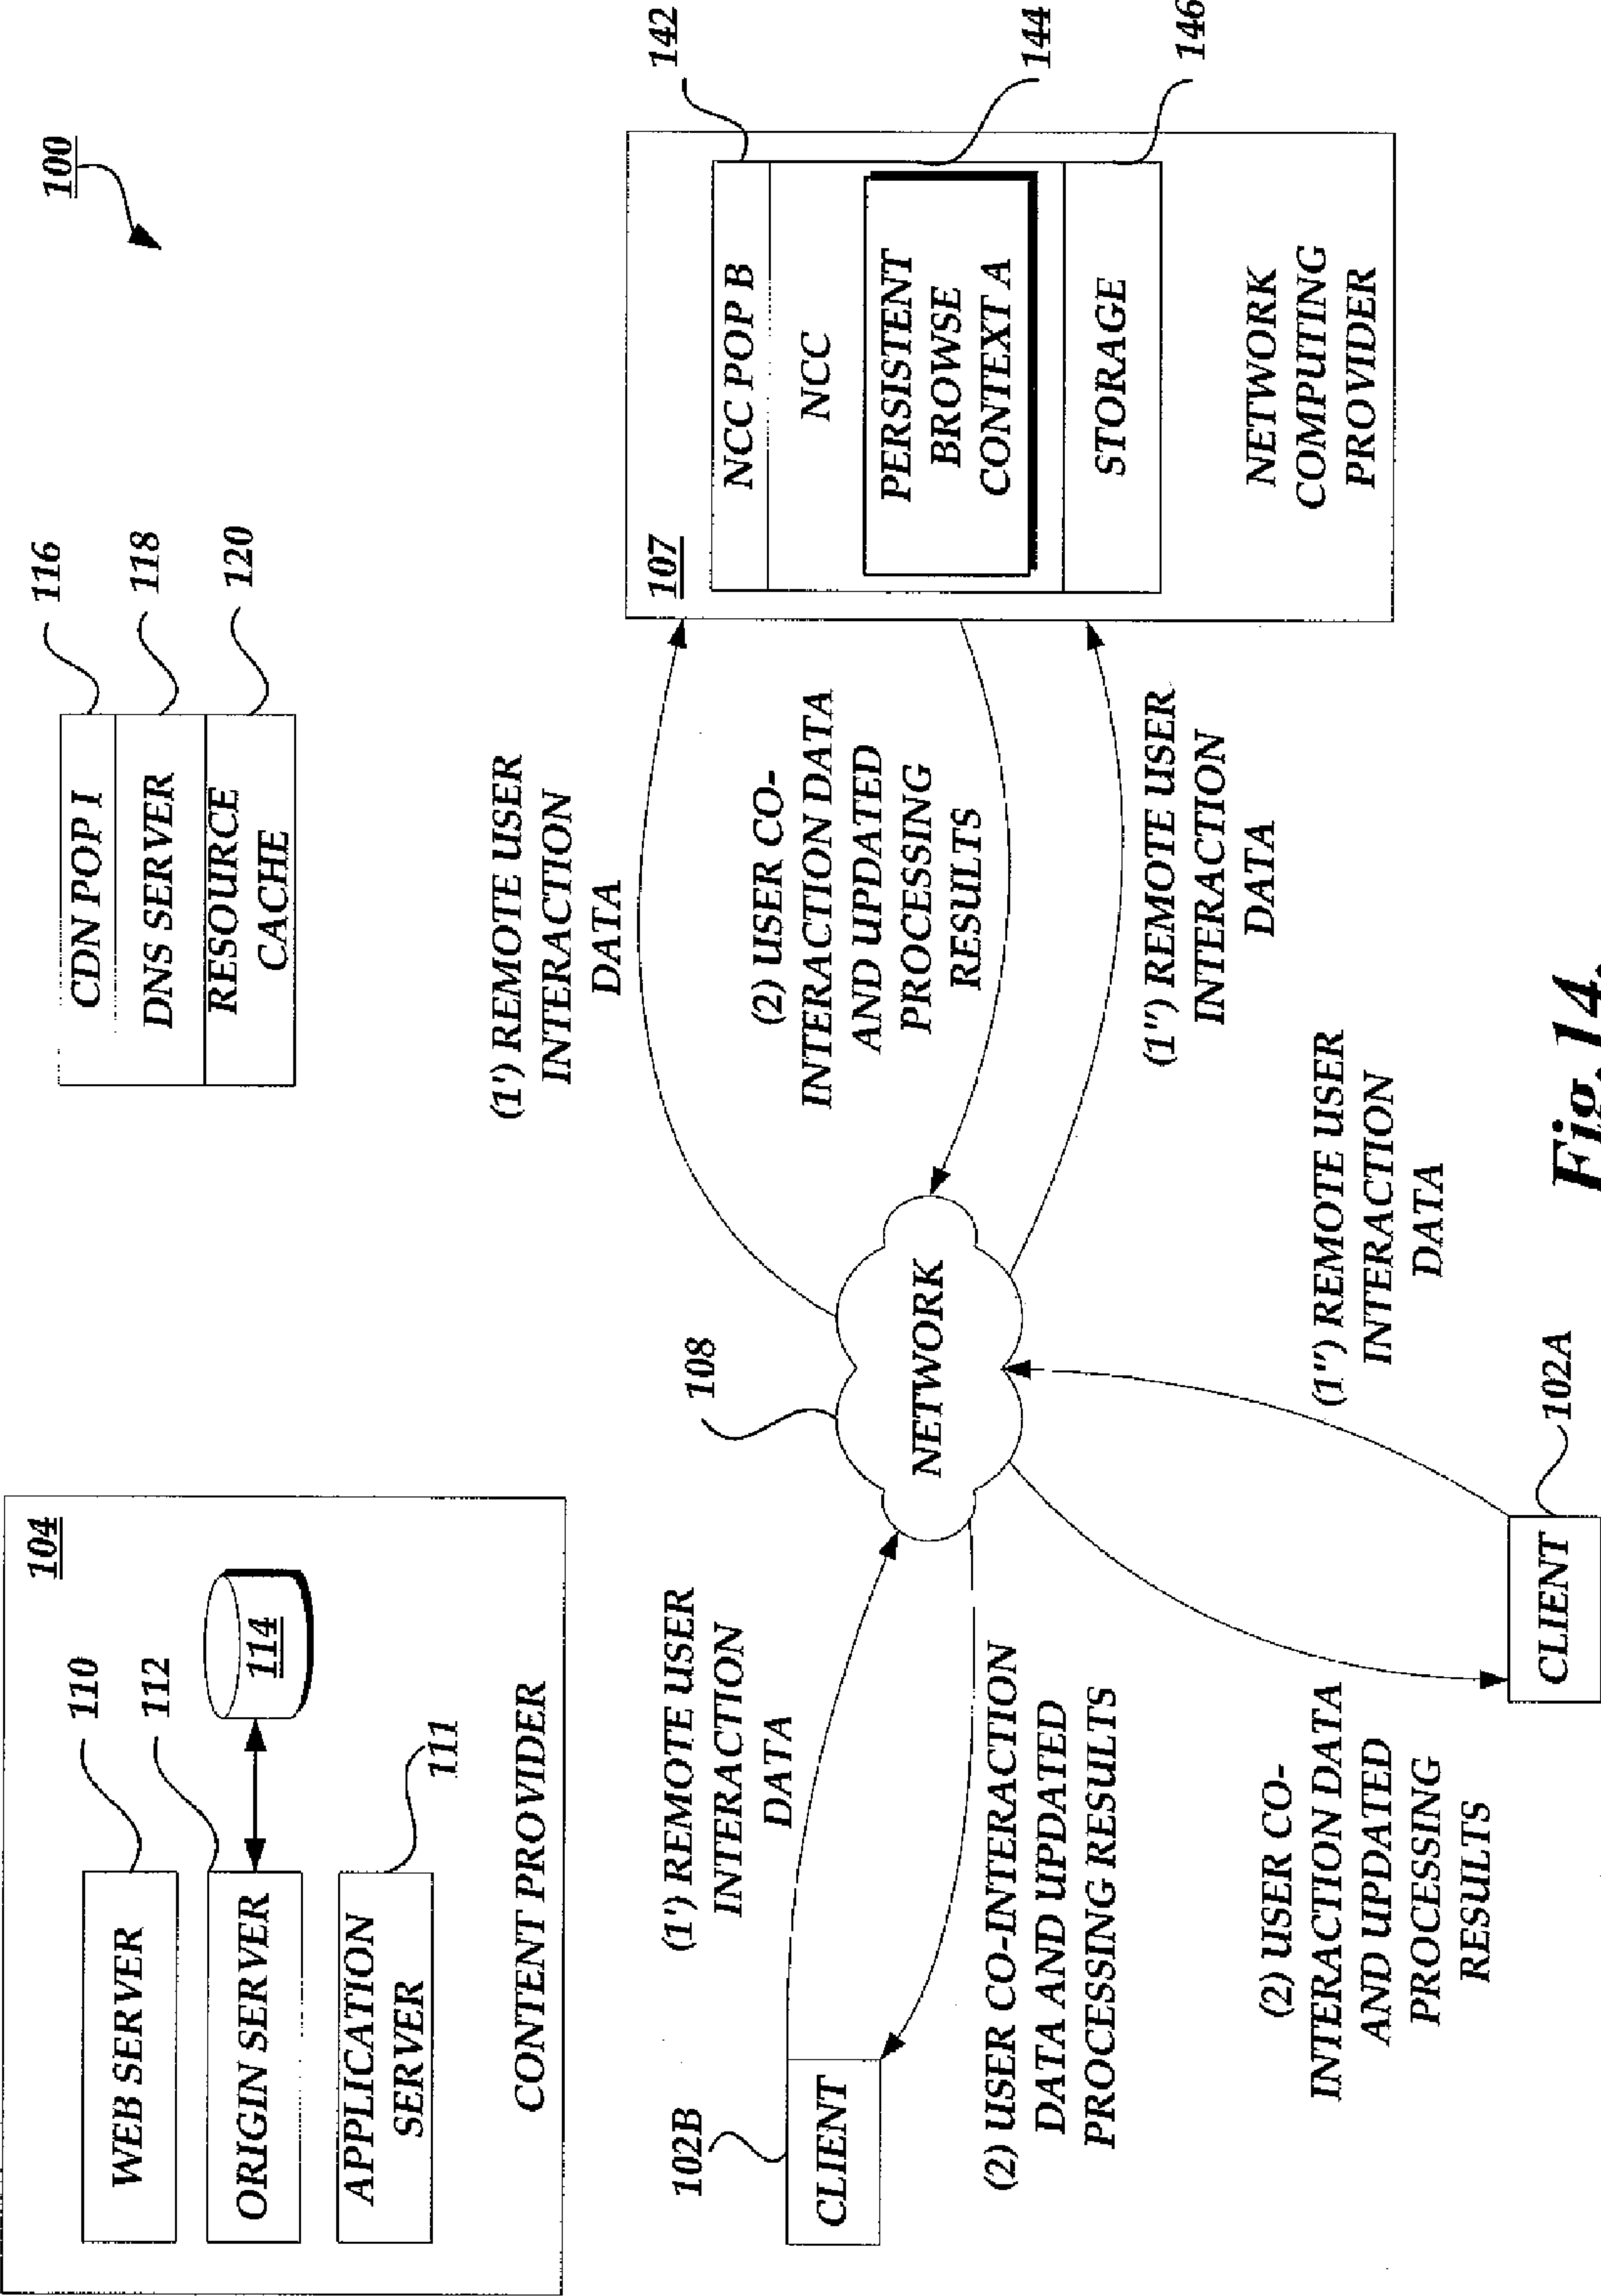 100
104
WEB SERVER
110
112
ORIGIN SERVER
114
APPLICATION
SERVER
111
CONTENT PROVIDER
CDN POP I
DNS SERVER
RESOURCE
CACHE
116
118
120
(1') REMOTE USER
INTERACTION
DATA
107
NCC POP B
NCC
PERSISTENT
BROWSE
CONTEXT A
STORAGE
NETWORK
COMPUTING
PROVIDER
142
144
146
102B
CLIENT
(1') REMOTE USER
INTERACTION
DATA
(2) USER CO-INTERACTION
DATA AND UPDATED
PROCESSING RESULTS
108
NETWORK
(2) USER CO-
INTERACTION DATA
AND UPDATED
PROCESSING
RESULTS
(1") REMOTE USER
INTERACTION
DATA
(2) USER CO-
INTERACTION DATA
AND UPDATED
PROCESSING
RESULTS
CLIENT
102A
(1") REMOTE USER
INTERACTION
DATA
Fig.14.